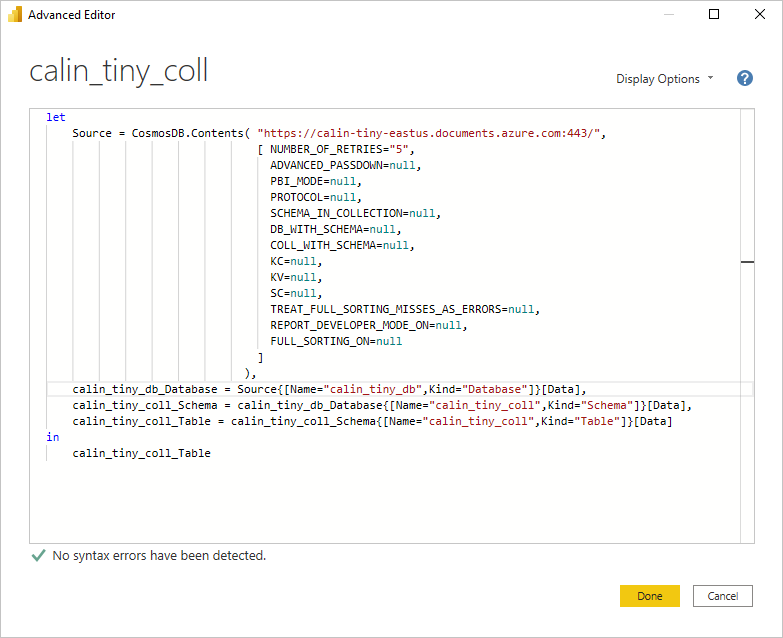 Advanced Editor
calin_tiny_coll
Display Options
?
let
Source = CosmosDB.Contents( "https://calin-tiny-eastus.documents.azure.com:443/",
[ NUMBER_OF_RETRIES="5",
ADVANCED_PASSDOWN=null,
PBI_MODE=null,
PROTOCOL=null,
SCHEMA_IN_COLLECTION=null,
DB_WITH_SCHEMA=null,
COLL_WITH_SCHEMA=null,
KC=null,
KV=null,
SC=null,
TREAT_FULL_SORTING_MISSES_AS_ERRORS=null,
REPORT_DEVELOPER_MODE_ON=null,
FULL_SORTING_ON=null
]
),
calin_tiny_db_Database = Source{[Name="calin_tiny_db",Kind="Database"]}[Data],
calin_tiny_coll_Schema = calin_tiny_db_Database{[Name="calin_tiny_coll",Kind="Schema"]}[Data],
calin_tiny_coll_Table = calin_tiny_coll_Schema{[Name="calin_tiny_coll",Kind="Table"]}[Data]
in
calin_tiny_coll_Table
No syntax errors have been detected.
Done
Cancel